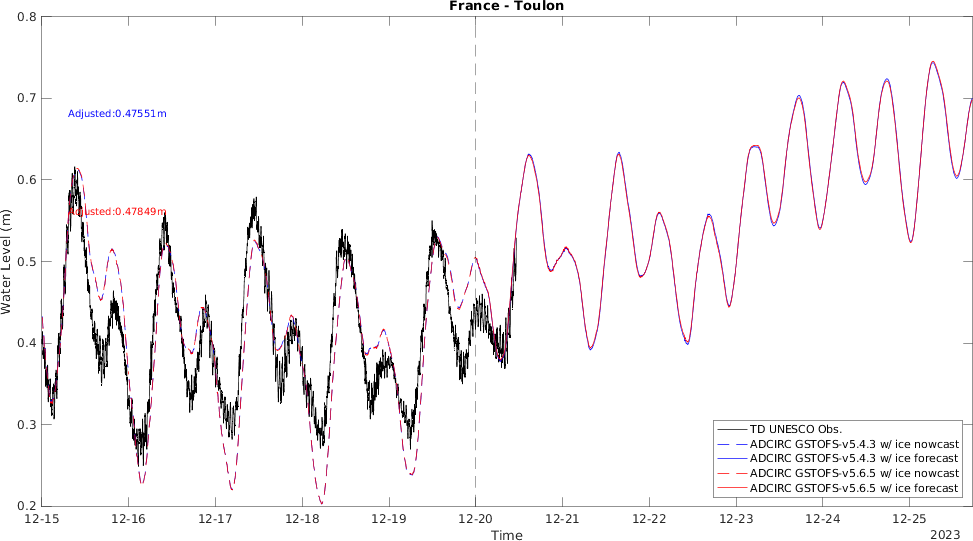 France - Toulon
0.8
0.7
0.6
0.5
0.4
0.3
0.2
Water Level (m)
Adjusted:0.47551m
Adjusted:0.47849m
TD UNESCO Obs.
ADCIRC GSTOFS-v5.4.3 w/ ice nowcast
ADCIRC GSTOFS-v5.4.3 w/ ice forecast
ADCIRC GSTOFS-v5.6.5 w/ ice nowcast
ADCIRC GSTOFS-v5.6.5 w/ ice forecast
12-15 12-16 12-17 12-18 12-19 12-20 12-21 12-22 12-23 12-24 12-25
Time
2023